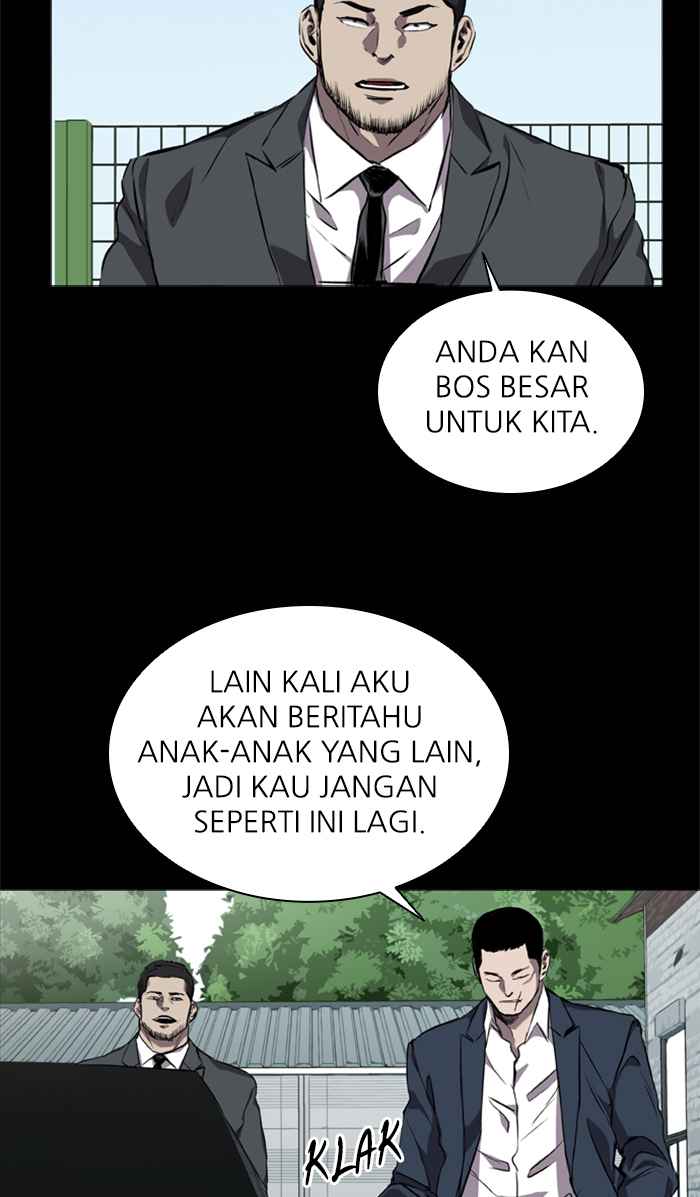 ANDA KAN
BOS BESAR
UNTUK KITA.
LAIN KALI AKU
AKAN BERITAHU
ANAK-ANAK YANG LAIN,
JADI KAU JANGAN
SEPERTI INI LAGI.
KLAK